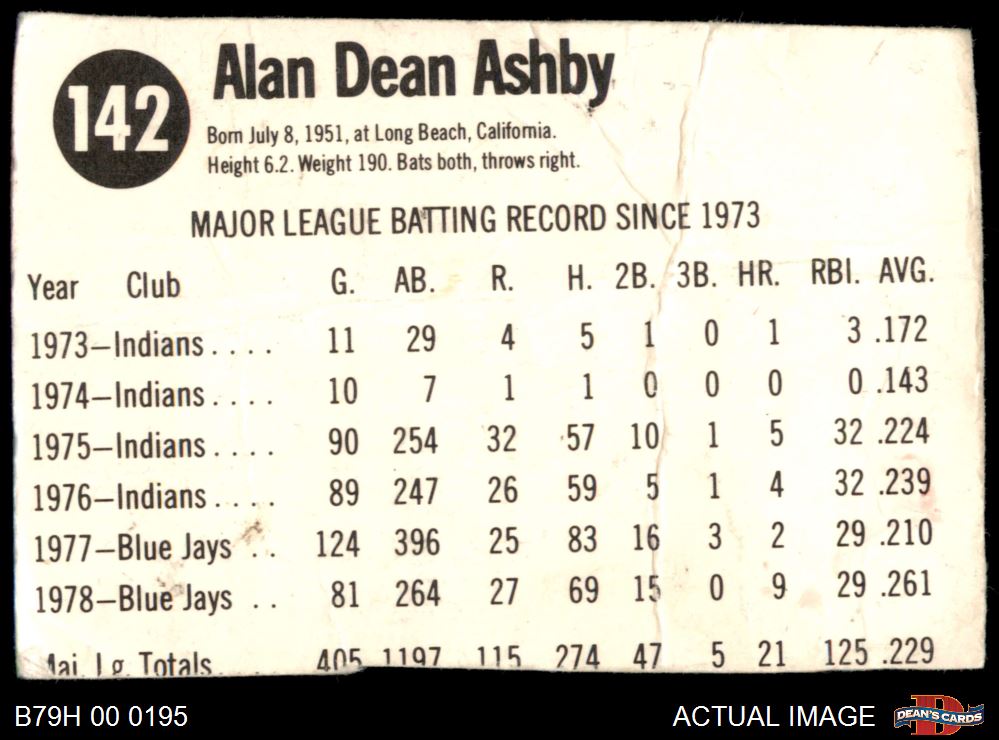 142
Alan Dean Ashby
Born July 8, 1951, at Long Beach, California.
Height 6.2. Weight 190. Bats both, throws right.
MAJOR LEAGUE BATTING RECORD SINCE 1973
Year Club G. AB. R. H. 2B. 3B. HR. RBI. AVG.
1973—Indians.... 11 29 4 5 1 0 1 3 .172
1974—Indians.... 10 7 1 1 0 0 0 0 .143
1975—Indians.... 90 254 32 57 10 1 5 32 .224
1976—Indians.... 89 247 26 59 5 1 4 32 .239
1977—Blue Jays .. 124 396 25 83 16 3 2 29 .210
1978—Blue Jays .. 81 264 27 69 15 0 9 29 .261
Maj. Lg. Totals. 405 1197 115 274 47 5 21 125 .229
B79H 00 0195
ACTUAL IMAGE
D
DEAN'S CARDS